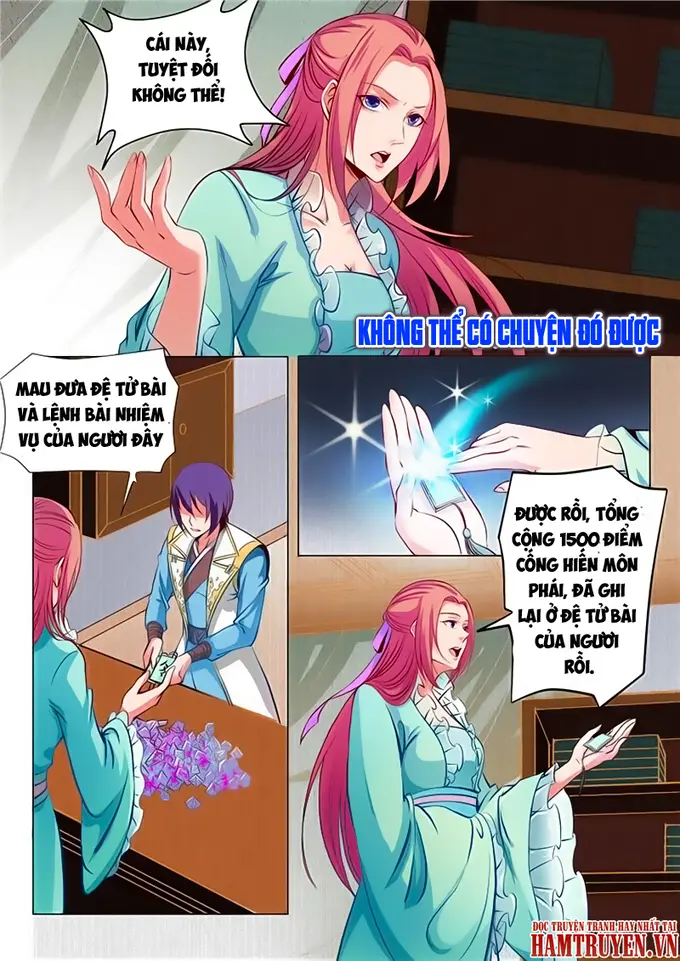 CÁI NÀY,
TUYỆT ĐỐI
KHÔNG THỂ!
KHÔNG THỂ CÓ CHUYỆN ĐÓ ĐƯỢC
MAU ĐƯA ĐỆ TỬ BÀI
VÀ LỆNH BÀI NHIỆM
VỤ CỦA NGƯƠI ĐÂY
ĐƯỢC RỒI, TỔNG
CỘNG 1500 ĐIỂM
CỐNG HIẾN MÔN
PHÁI, ĐÃ GHI
LẠI Ở ĐỆ TỬ BÀI
CỦA NGƯƠI
RỒI.
ĐỌC TRUYỆN TRANH HAY NHẤT TẠI
HAMTRUYEN.VN